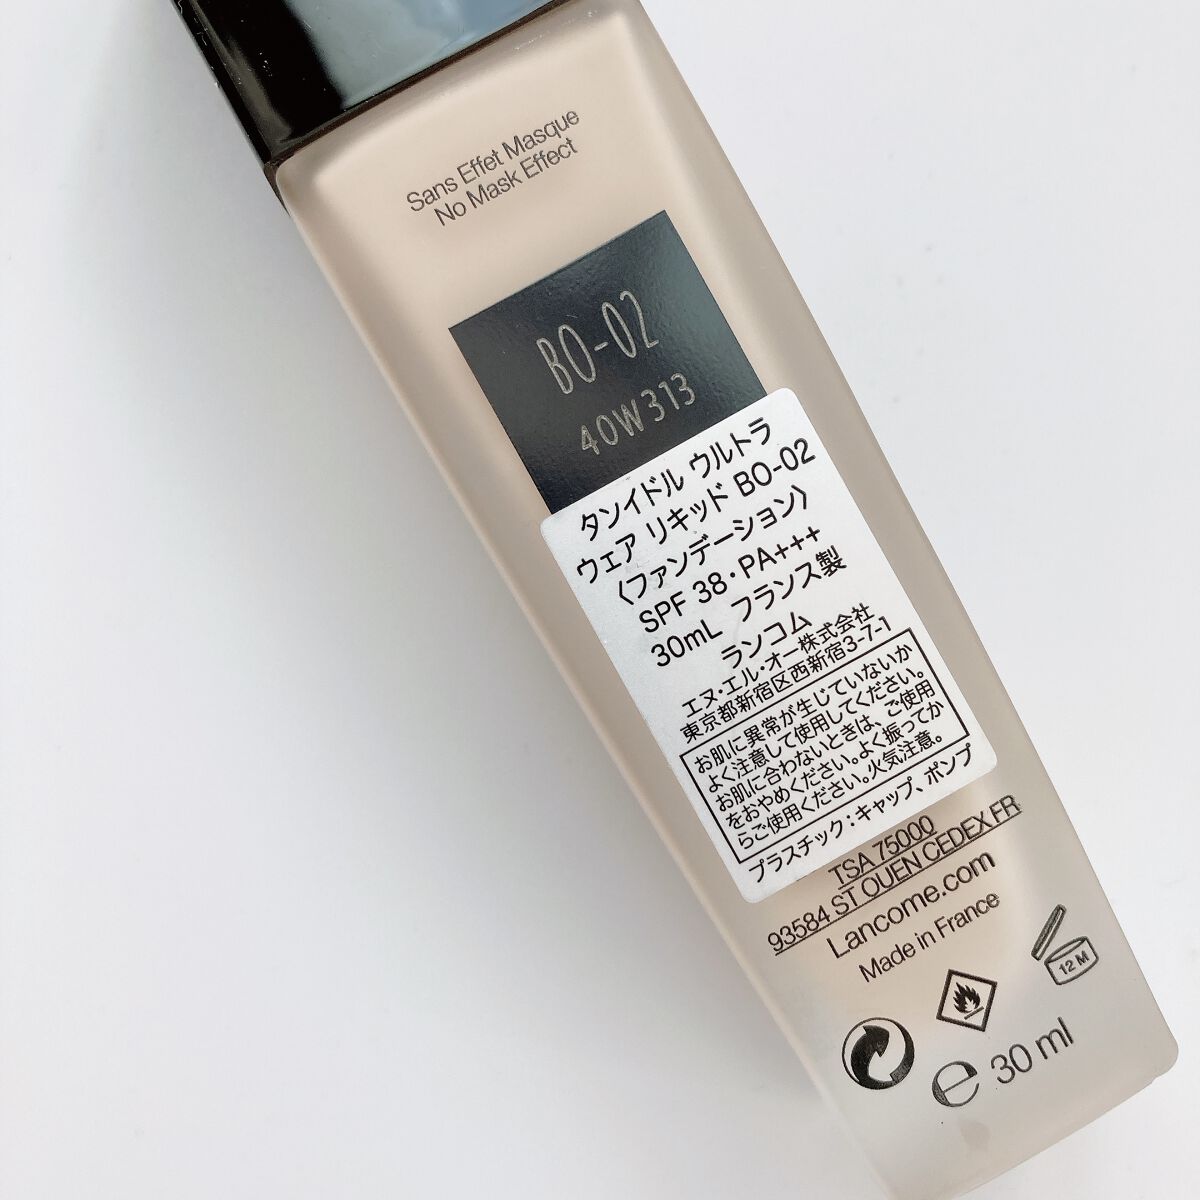 Sans Effet Masque
No Mask Effect
BO-02
40W313
タンイドル ウルトラ
ウェア リキッド BO-02
〈ファンデーション〉
SPF 38・PA+++
30mL フランス製
ランコム
エヌ・エル・オー株式会社
東京都新宿区西新宿3-7-1
お肌に異常が生じていないか
よく注意して使用してください。
お肌に合わないときは、ご使用
をおやめください。よく振ってか
らご使用ください。火気注意。
プラスチック：キャップ、ポンプ
TSA 75000
93584 ST OUEN CEDEX FR
Lancome.com
Made in France
12 M
e 30 ml